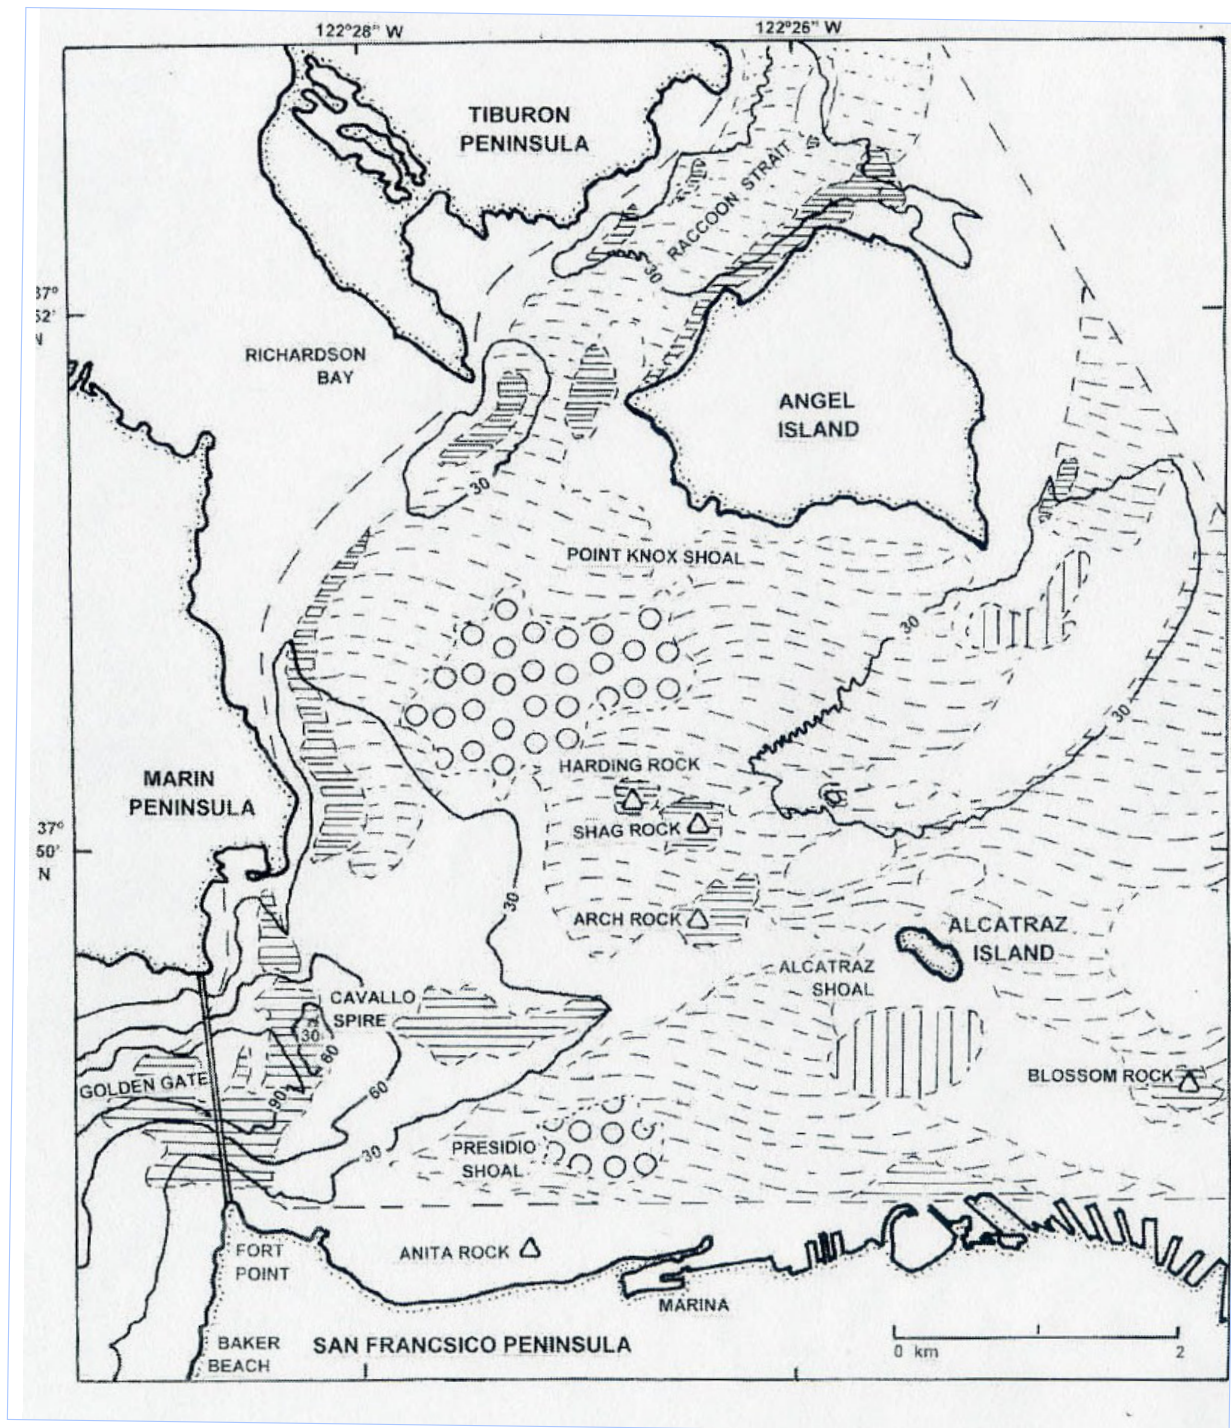 122°28" W
122°26" W
TIBURON
PENINSULA
RACCOON STRAIT
30
37°
52'
N
RICHARDSON
BAY
ANGEL
ISLAND
30
POINT KNOX SHOAL
30
30
HARDING ROCK
MARIN
PENINSULA
SHAG ROCK
37°
50'
N
30
ARCH ROCK
ALCATRAZ
ISLAND
ALCATRAZ
SHOAL
CAVALLO
SPIRE
30
60
GOLDEN GATE
90
60
BLOSSOM ROCK
30
PRESIDIO
SHOAL
FORT
POINT
ANITA ROCK
MARINA
BAKER
BEACH
SAN FRANCSICO PENINSULA
0 km 2